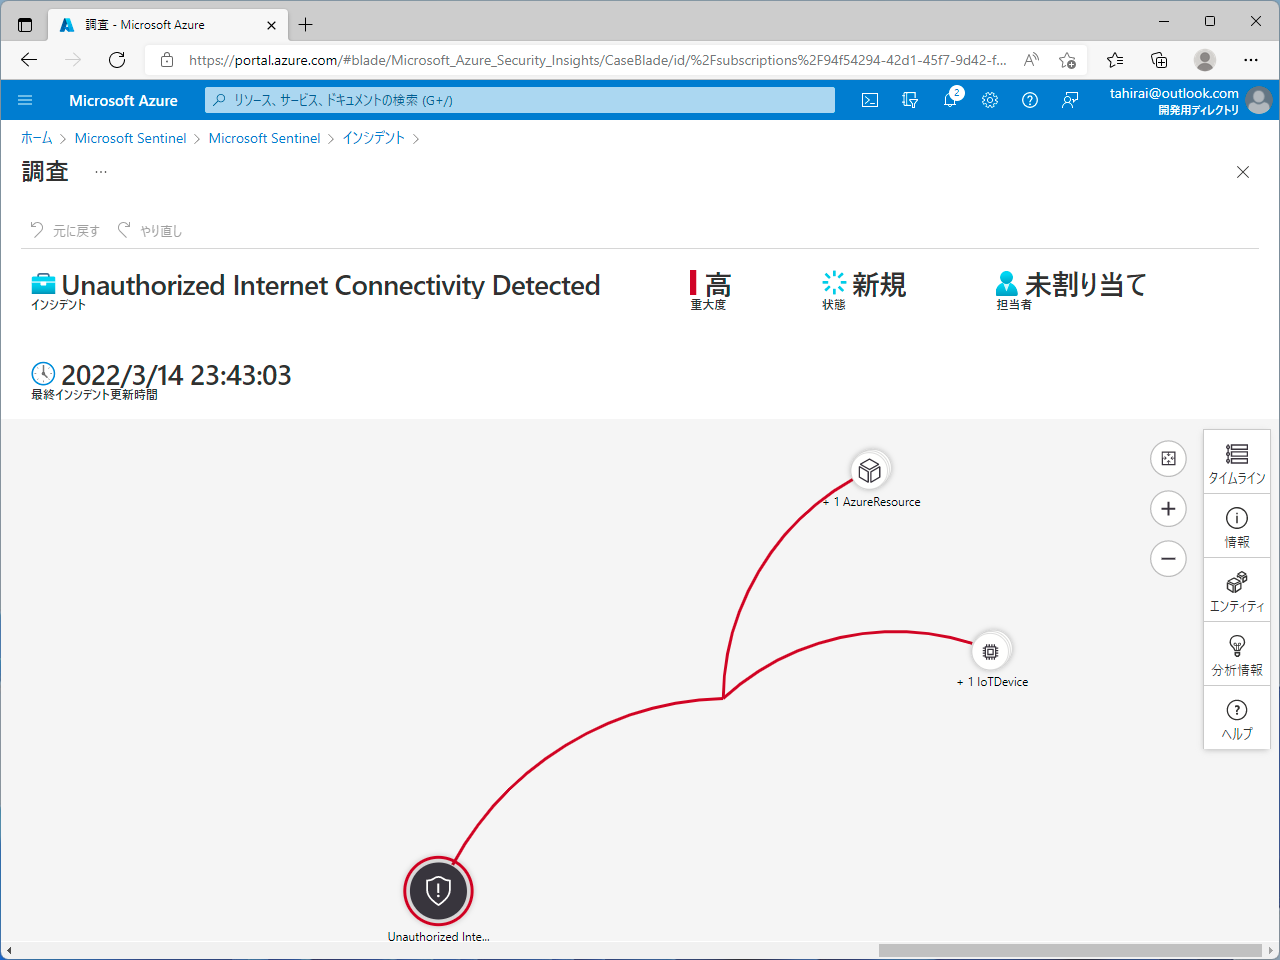 調査 - Microsoft Azure
https://portal.azure.com/#blade/Microsoft_Azure_Security_Insights/CaseBlade/id/%2Fsubscriptions%2F94f54294-42d1-45f7-9d42-f...
Microsoft Azure
リソース、サービス、ドキュメントの検索 (G+/)
2
tahirai@outlook.com
開発用ディレクトリ
ホーム > Microsoft Sentinel > Microsoft Sentinel > インシデント >
調査 ...
元に戻す やり直し
Unauthorized Internet Connectivity Detected
インシデント
高
重大度
新規
状態
未割り当て
担当者
2022/3/14 23:43:03
最終インシデント更新時間
+ 1 AzureResource
+ 1 IoTDevice
Unauthorized Inte...
タイムライン
情報
エンティティ
分析情報
ヘルプ